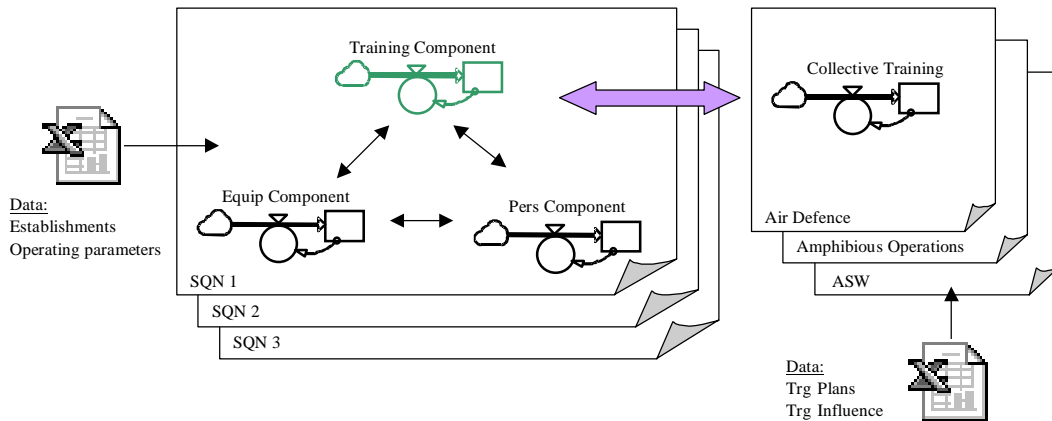 Training Component
Collective Training
Data:
Establishments
Operating parameters
Equip Component
Pers Component
SQN 1
SQN 2
SQN 3
Air Defence
Amphibious Operations
ASW
Data:
Trg Plans
Trg Influence